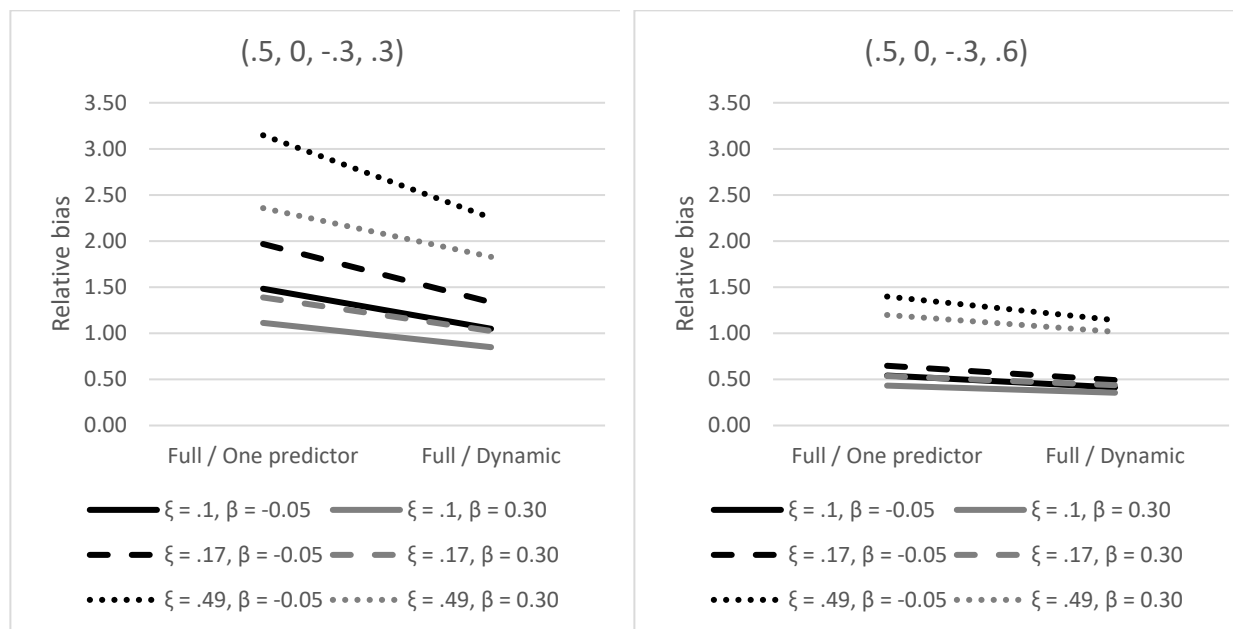 (.5, 0, -.3, .3)
3.50
3.00
2.50
2.00
1.50
1.00
0.50
0.00
Relative bias
Full / One predictor Full / Dynamic
ξ = .1, β = -0.05 ξ = .1, β = 0.30
ξ = .17, β = -0.05 ξ = .17, β = 0.30
ξ = .49, β = -0.05 ξ = .49, β = 0.30
(.5, 0, -.3, .6)
3.50
3.00
2.50
2.00
1.50
1.00
0.50
0.00
Relative bias
Full / One predictor Full / Dynamic
ξ = .1, β = -0.05 ξ = .1, β = 0.30
ξ = .17, β = -0.05 ξ = .17, β = 0.30
ξ = .49, β = -0.05 ξ = .49, β = 0.30